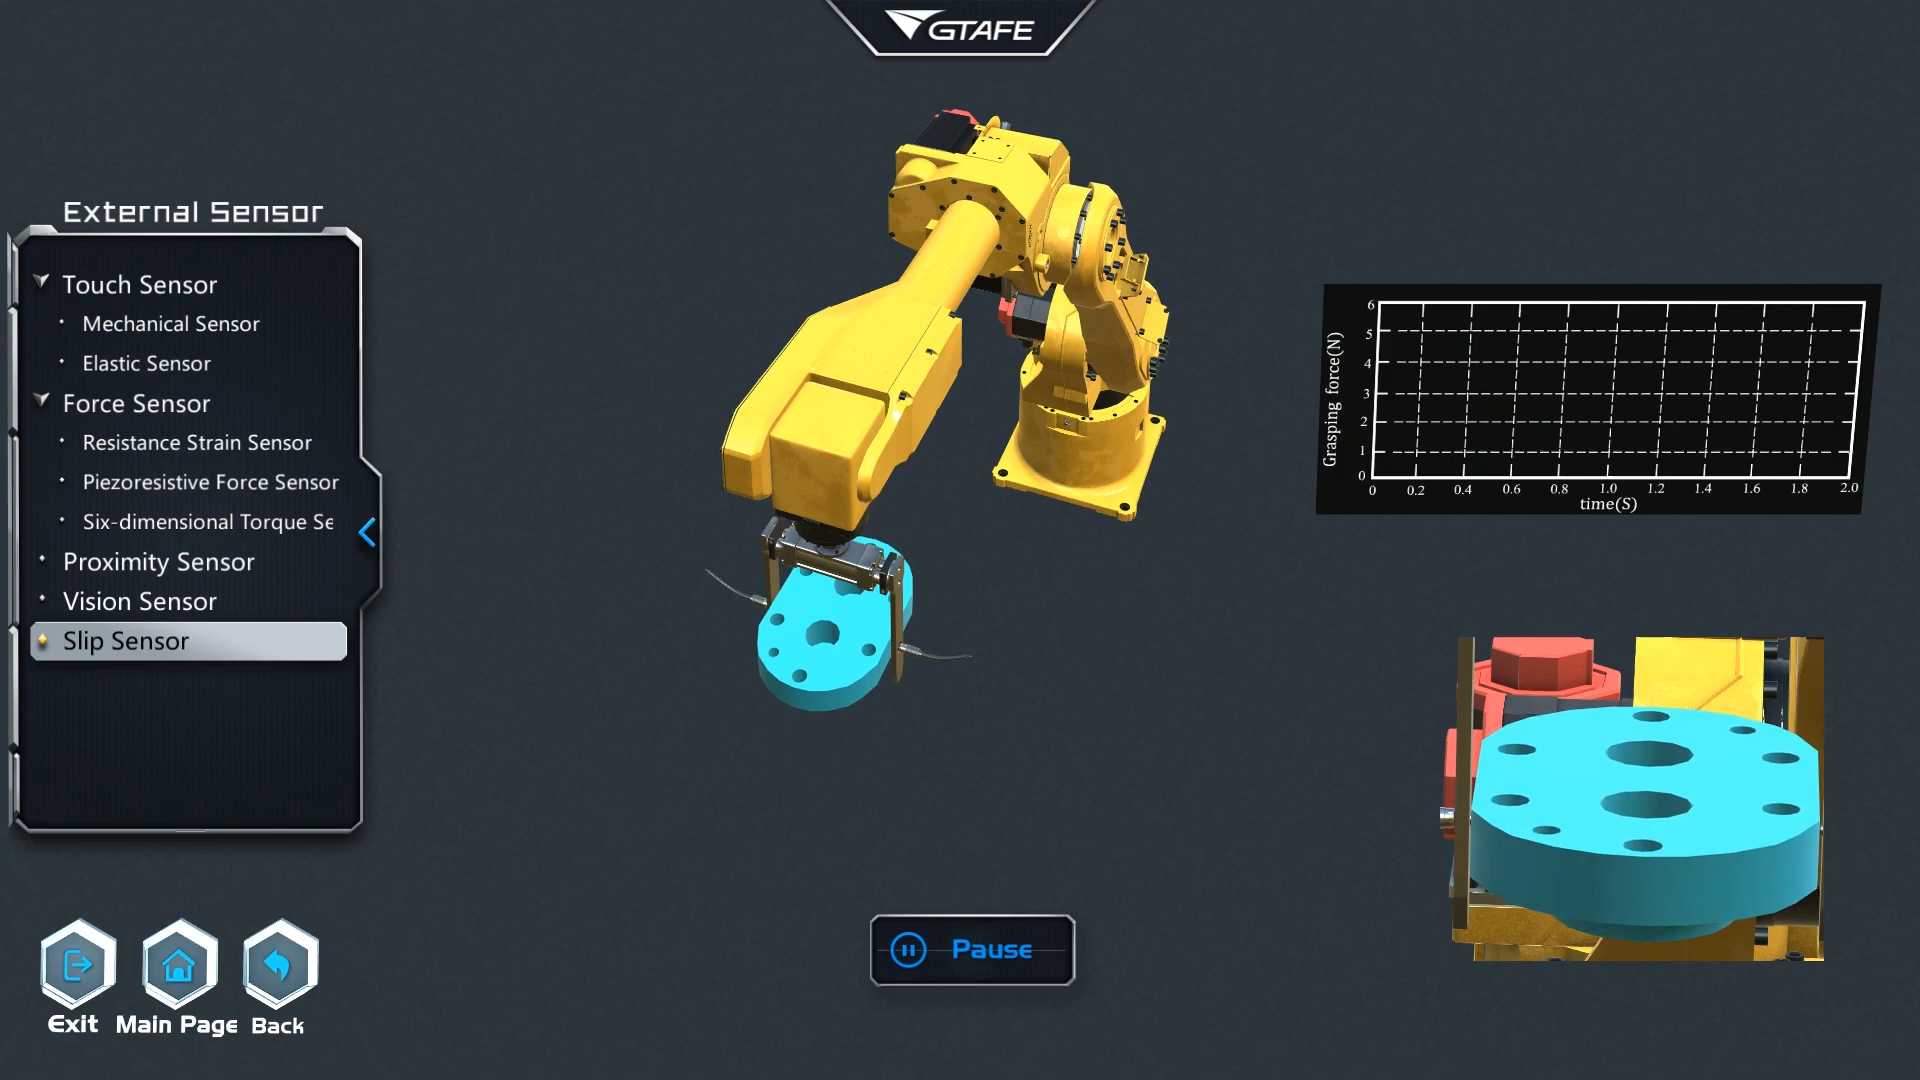 GTAFE
External Sensor
Touch Sensor
Mechanical Sensor
Elastic Sensor
Force Sensor
Resistance Strain Sensor
Piezoresistive Force Sensor
Six-dimensional Torque Se
Proximity Sensor
Vision Sensor
Slip Sensor
Grasping force(N)
6
5
4
3
2
1
0
0 0.2 0.4 0.6 0.8 1.0 1.2 1.4 1.6 1.8 2.0
time(S)
Pause
Exit Main Page Back